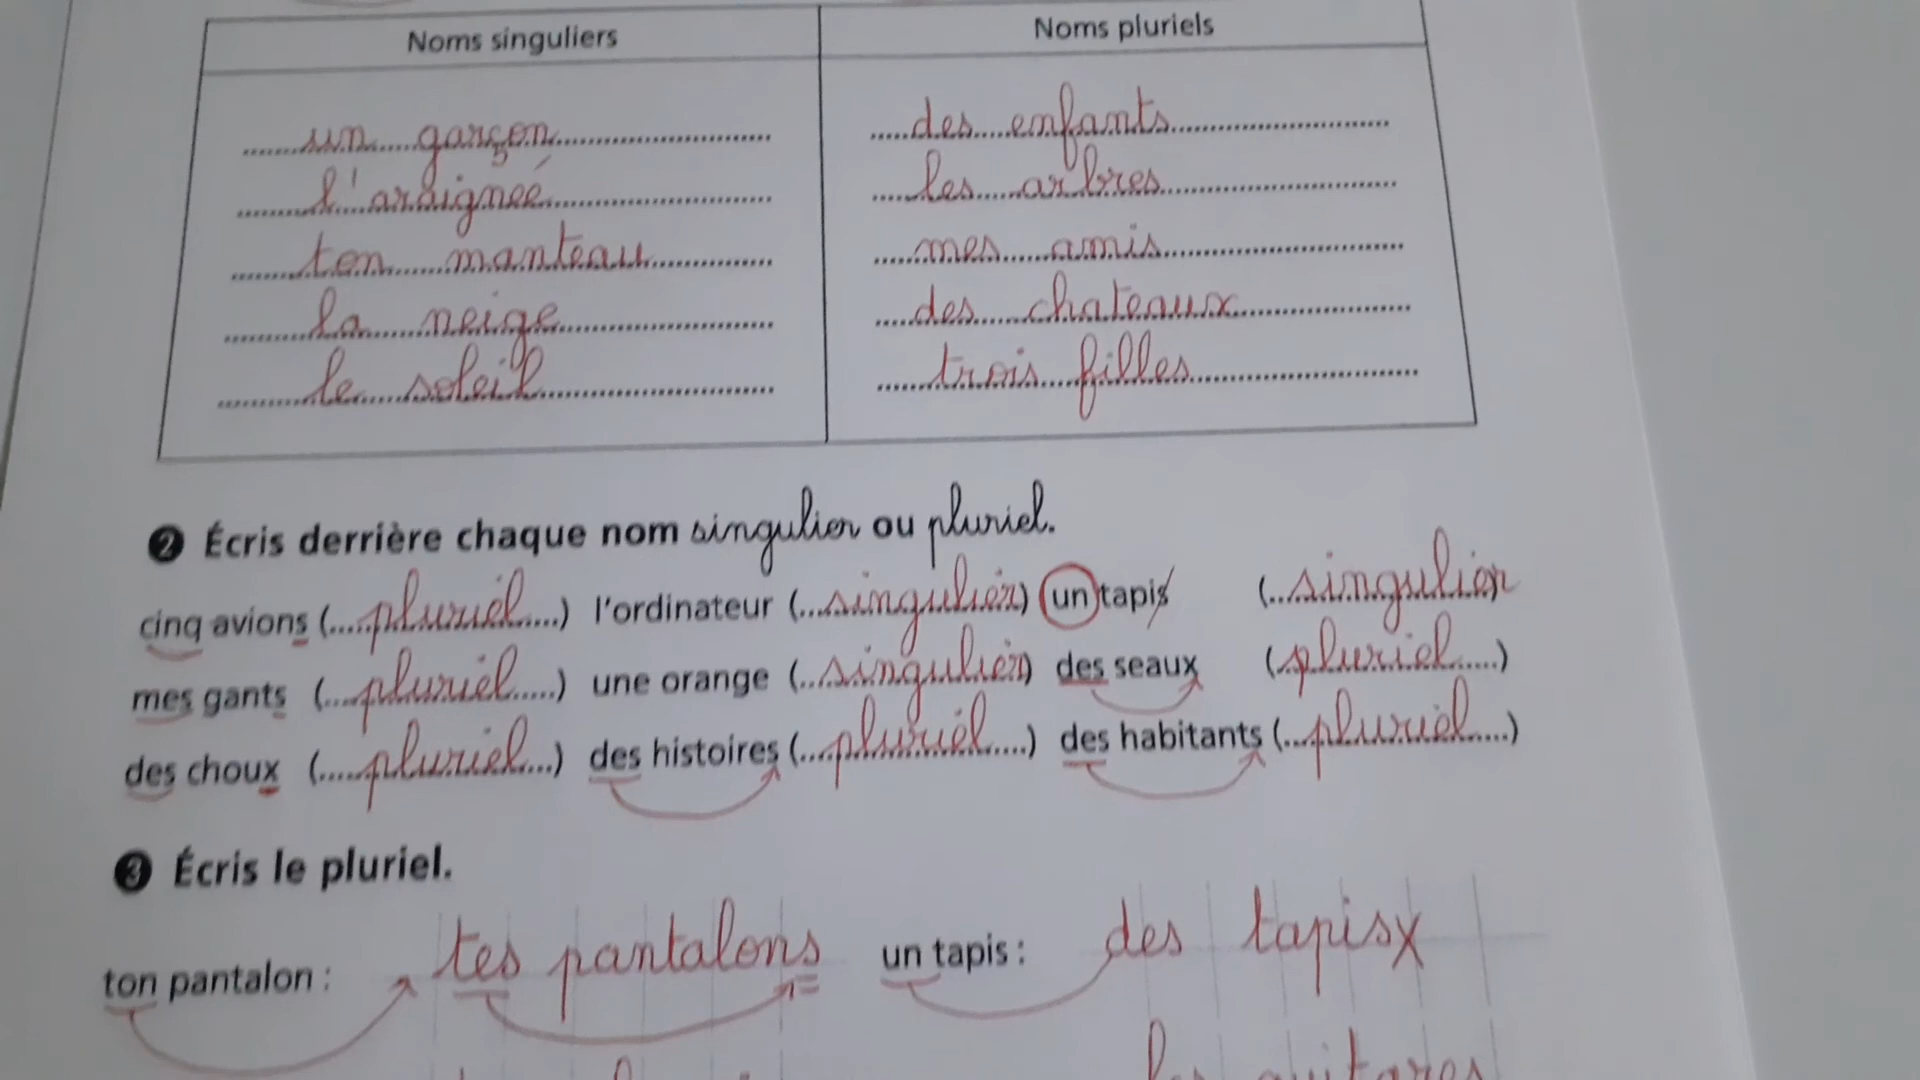 Noms singuliers Noms pluriels
un garçon des enfants
l'araigneé les arbres
ton manteau mes amis
la neige des chateaux
le soleil trois filles
2 Écris derrière chaque nom singulier ou pluriel.
cinq avions (....pluriel....) l'ordinateur (...singulier) un tapis (...singulier
mes gants (...pluriel.....) une orange (...singulier) des seaux (pluriel.....)
des choux (.....pluriel...) des histoires (...pluriel....) des habitants (...pluriel....)
3 Écris le pluriel.
ton pantalon : tes pantalons un tapis : des tapisx